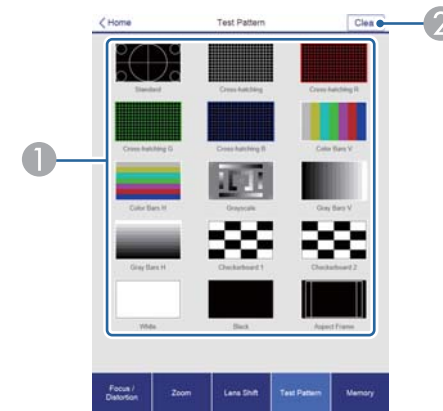 Home
Test Pattern
Clea
2
1
Standard
Cross-hatching
Cross-hatching R
Cross-hatching G
Cross-hatching B
Color Bars V
Color Bars H
Grayscale
Gray Bars V
Gray Bars H
Checkerboard 1
Checkerboard 2
White
Black
Aspect Frame
Focus /
Distortion
Zoom
Lens Shift
Test Pattern
Memory